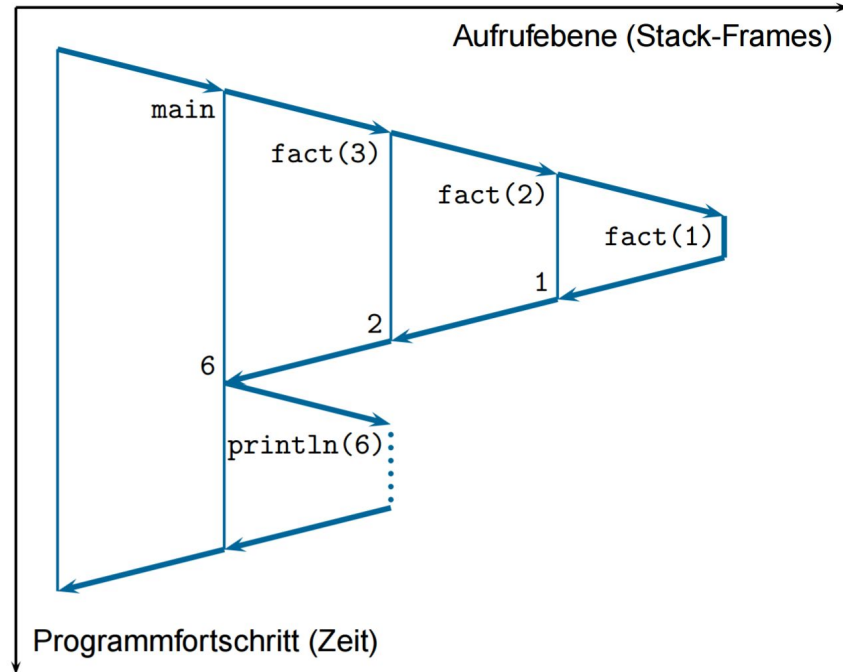 Aufrufebene (Stack-Frames)
main
fact(3)
fact(2)
fact(1)
1
2
6
println(6)
Programmfortschritt (Zeit)